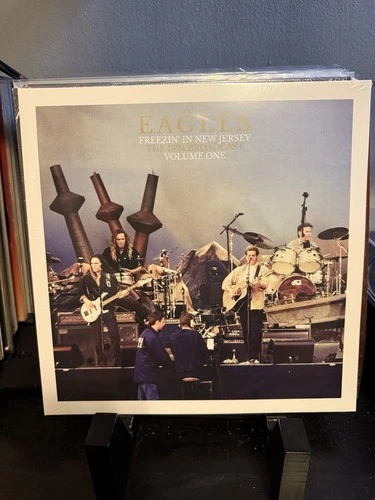 EAGLES
FREEZIN' IN NEW JERSEY
VOLUME ONE